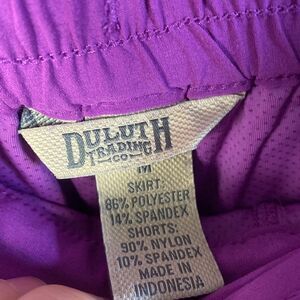 DULUTH
TRADING
CO
M
SKIRT:
86% POLYESTER
14% SPANDEX
SHORTS:
90% NYLON
10% SPANDEX
MADE IN
INDONESIA